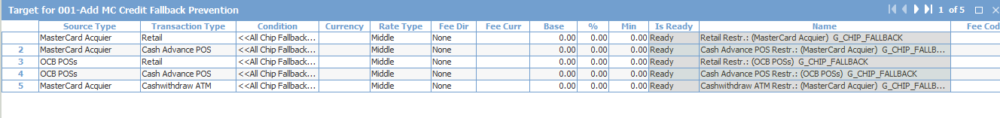 Target for 001-Add MC Credit Fallback Prevention 1 of 5
Source Type Transaction Type Condition Currency Rate Type Fee Dir Fee Curr Base % Min Is Ready Name Fee Cod
MasterCard Acquier Retail <<All Chip Fallback... Middle None 0.00 0.00 0.00 Ready Retail Restr.: (MasterCard Acquier) G_CHIP_FALLBACK
2 MasterCard Acquier Cash Advance POS <<All Chip Fallback... Middle None 0.00 0.00 0.00 Ready Cash Advance POS Restr.: (MasterCard Acquier) G_CHIP_FALLB...
3 OCB POSs Retail <<All Chip Fallback... Middle None 0.00 0.00 0.00 Ready Retail Restr.: (OCB POSs) G_CHIP_FALLBACK
4 OCB POSs Cash Advance POS <<All Chip Fallback... Middle None 0.00 0.00 0.00 Ready Cash Advance POS Restr.: (OCB POSs) G_CHIP_FALLBACK
5 MasterCard Acquier Cashwithdraw ATM <<All Chip Fallback... Middle None 0.00 0.00 0.00 Ready Cashwithdraw ATM Restr.: (MasterCard Acquier) G_CHIP_FALLB...